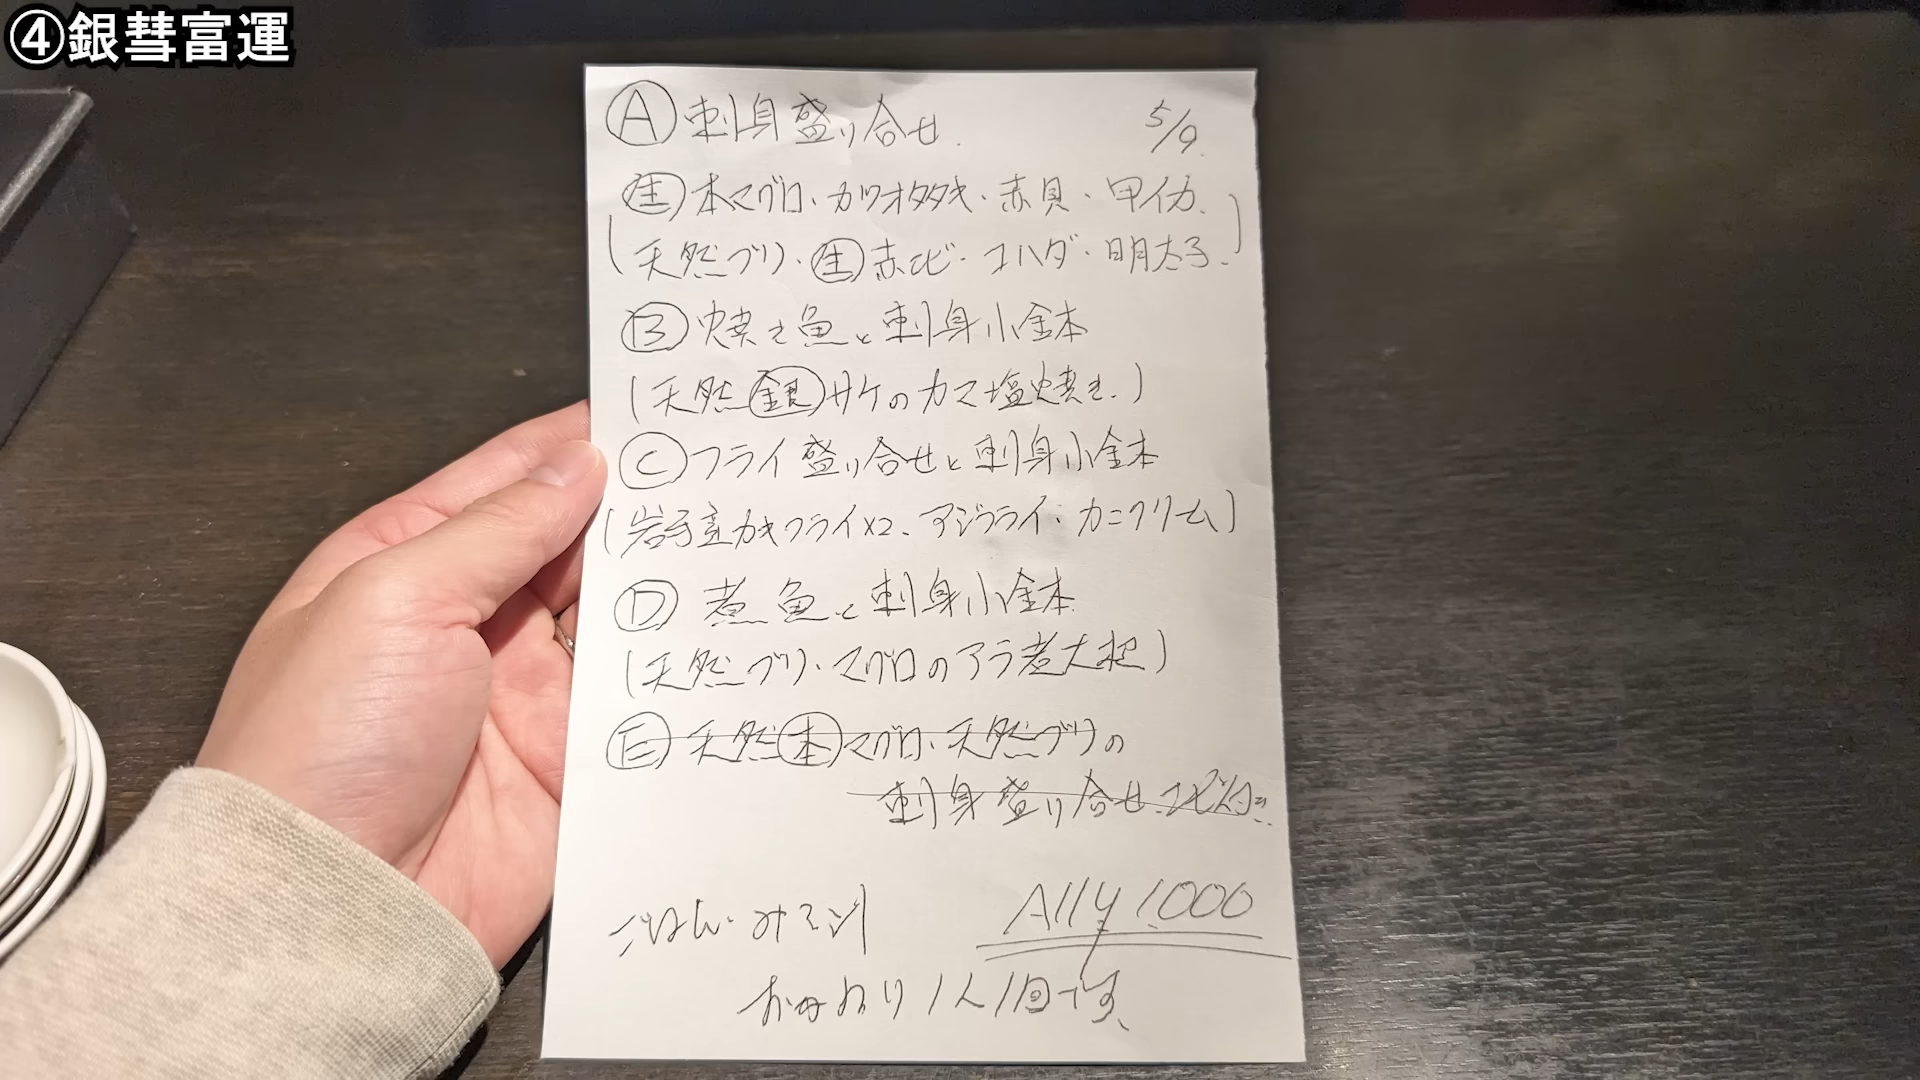 ④銀彗富運
Ⓐ刺身盛り合せ.
5/9.
㊤本マグロ、カツオタタキ・赤貝・甲イカ、
(天然ブリ・生赤エビ・コハダ・明太子.)
Ⓑ焼き魚と刺身小鉢
(天然銀サケのカマ塩焼き.)
Ⓒフライ盛り合せと刺身小鉢
(岩手産カキフライx2、アジフライ・カニクリーム)
Ⓓ煮魚と刺身小鉢
(天然ブリ・マグロのアラ煮大根)
Ⓔ天然本マグロ、天然ブリの
刺身盛り合せ
ごはん・みそ汁
All¥1.000
おかわり1人1回です、